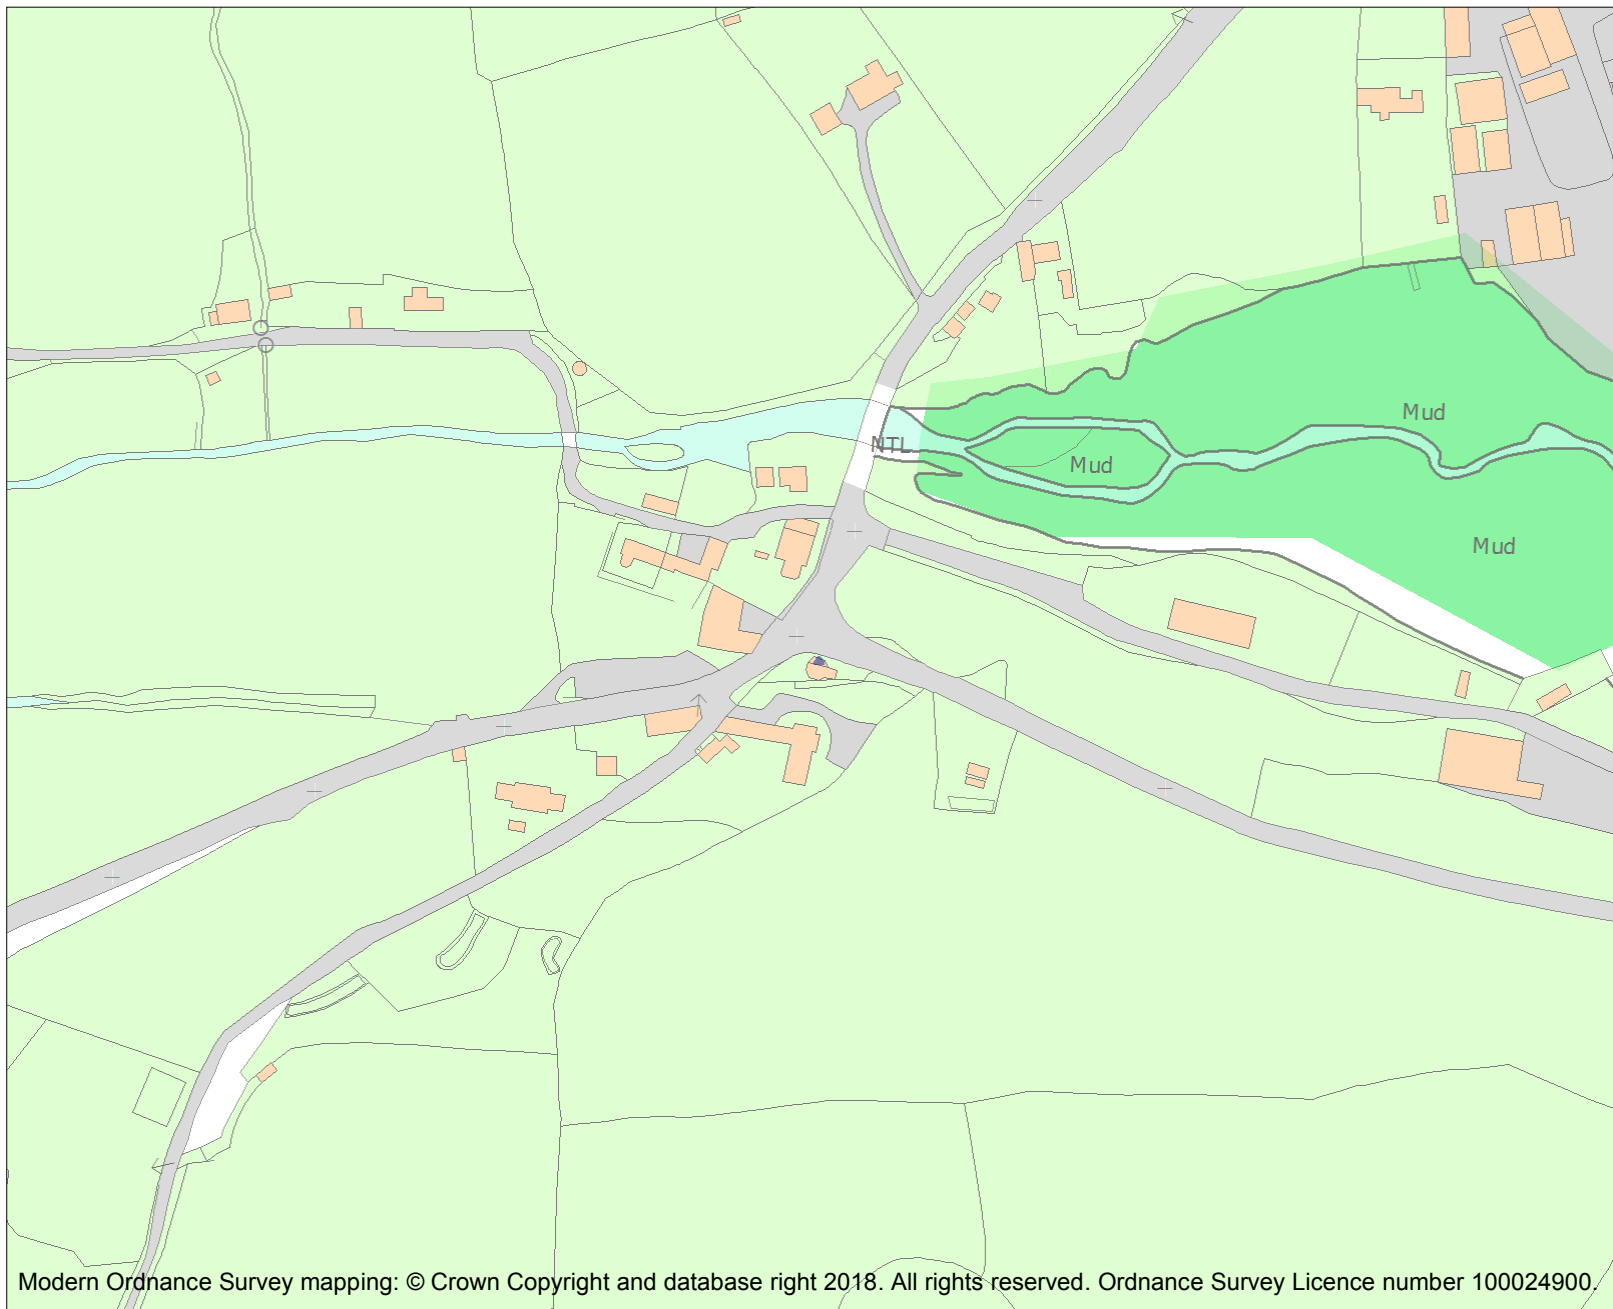 Mud
NTL
Mud
Mud
Modern Ordnance Survey mapping: © Crown Copyright and database right 2018. All rights reserved. Ordnance Survey Licence number 100024900.